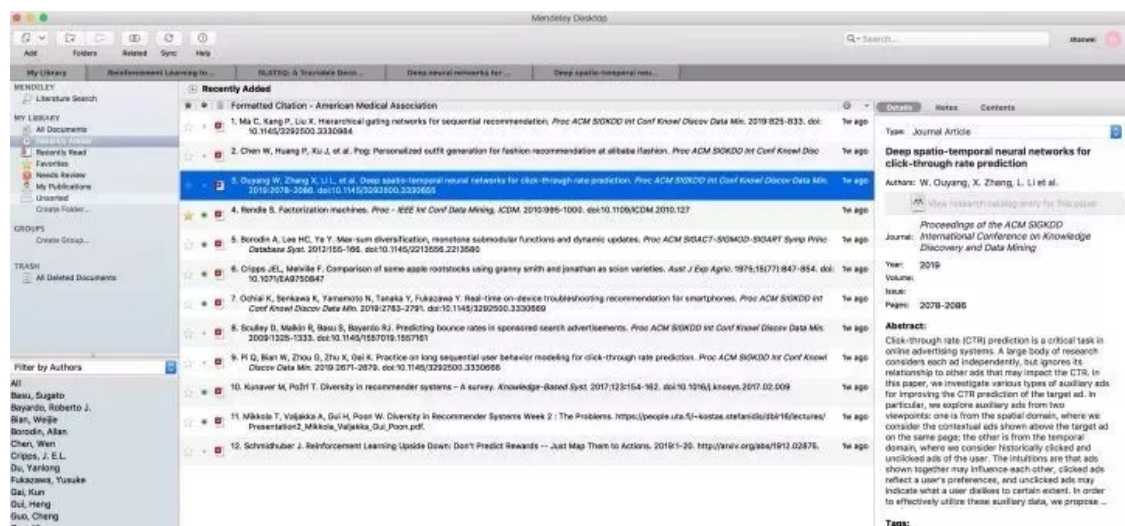 Mendeley Desktop
Add Folders Related Sync Help
Search...
My Library
Reinforcement Learning to...
SLATEQ: A Tractable Deco...
Deep neural networks for ...
Deep spatio-temporal neu...
MENDELEY
Literature Search
MY LIBRARY
All Documents
Recently Added
Recently Read
Favorites
Needs Review
My Publications
Unsorted
Create Folder...
GROUPS
Create Group...
TRASH
All Deleted Documents
Filter by Authors
All
Basu, Sugato
Bayardo, Roberto J.
Bian, Weijie
Borodin, Allan
Chen, Wen
Cripps, J. E.L.
Du, Yanlong
Fukazawa, Yusuke
Gai, Kun
Gui, Heng
Guo, Cheng
Recently Added
Formatted Citation - American Medical Association
1. Ma C, Kang P, Liu X. Hierarchical gating networks for sequential recommendation. Proc ACM SIGKDD Int Conf Knowl Discov Data Min. 2019:825-833. doi: 1w ago
10.1145/3292500.3330984
2. Chen W, Huang P, Xu J, et al. Pog: Personalized outfit generation for fashion recommendation at alibaba ifashion. Proc ACM SIGKDD Int Conf Knowl Disc 1w ago
3. Ouyang W, Zhang X, Li L, et al. Deep spatio-temporal neural networks for click-through rate prediction. Proc ACM SIGKDD Int Conf Knowl Discov Data Min. 1w ago
2019:2078-2086. doi:10.1145/3292500.3330655
4. Rendle S. Factorization machines. Proc - IEEE Int Conf Data Mining, ICDM. 2010:995-1000. doi:10.1109/ICDM.2010.127 1w ago
5. Borodin A, Lee HC, Ye Y. Max-sum diversification, monotone submodular functions and dynamic updates. Proc ACM SIGACT-SIGMOD-SIGART Symp Princ 1w ago
Database Syst. 2012:155-166. doi:10.1145/2213556.2213580
6. Cripps JEL, Melville F. Comparison of some apple rootstocks using granny smith and jonathan as scion varieties. Aust J Exp Agric. 1975;15(77):847-854. doi: 1w ago
10.1071/EA9750847
7. Ochiai K, Senkawa K, Yamamoto N, Tanaka Y, Fukazawa Y. Real-time on-device troubleshooting recommendation for smartphones. Proc ACM SIGKDD Int 1w ago
Conf Knowl Discov Data Min. 2019:2783-2791. doi:10.1145/3292500.3330669
8. Sculley D, Malkin R, Basu S, Bayardo RJ. Predicting bounce rates in sponsored search advertisements. Proc ACM SIGKDD Int Conf Knowl Discov Data Min. 1w ago
2009:1325-1333. doi:10.1145/1557019.1557161
9. Pi Q, Bian W, Zhou G, Zhu X, Gai K. Practice on long sequential user behavior modeling for click-through rate prediction. Proc ACM SIGKDD Int Conf Knowl 1w ago
Discov Data Min. 2019:2671-2679. doi:10.1145/3292500.3330666
10. Kunaver M, Požrl T. Diversity in recommender systems – A survey. Knowledge-Based Syst. 2017;123:154-162. doi:10.1016/j.knosys.2017.02.009 1w ago
11. Mikkola T, Valjakka A, Gui H, Poon W. Diversity in Recommender Systems Week 2 : The Problems. https://people.uta.fi/~kostas.stefanidis/dbir16/lectures/ 1w ago
Presentation2_Mikkola_Valjakka_Gui_Poon.pdf.
12. Schmidhuber J. Reinforcement Learning Upside Down: Don't Predict Rewards -- Just Map Them to Actions. 2019:1-20. http://arxiv.org/abs/1912.02875. 1w ago
Details Notes Contents
Type: Journal Article
Deep spatio-temporal neural networks for
click-through rate prediction
Authors: W. Ouyang, X. Zhang, L. Li et al.
View research catalog entry for this paper
Journal: Proceedings of the ACM SIGKDD
International Conference on Knowledge
Discovery and Data Mining
Year: 2019
Volume:
Issue:
Pages: 2078-2086
Abstract:
Click-through rate (CTR) prediction is a critical task in
online advertising systems. A large body of research
considers each ad independently, but ignores its
relationship to other ads that may impact the CTR. In
this paper, we investigate various types of auxiliary ads
for improving the CTR prediction of the target ad. In
particular, we explore auxiliary ads from two
viewpoints: one is from the spatial domain, where we
consider the contextual ads shown above the target ad
on the same page; the other is from the temporal
domain, where we consider historically clicked and
unclicked ads of the user. The intuitions are that ads
shown together may influence each other, clicked ads
reflect a user's preferences, and unclicked ads may
indicate what a user dislikes to certain extent. In order
to effectively utilize these auxiliary data, we propose ...
Tags: